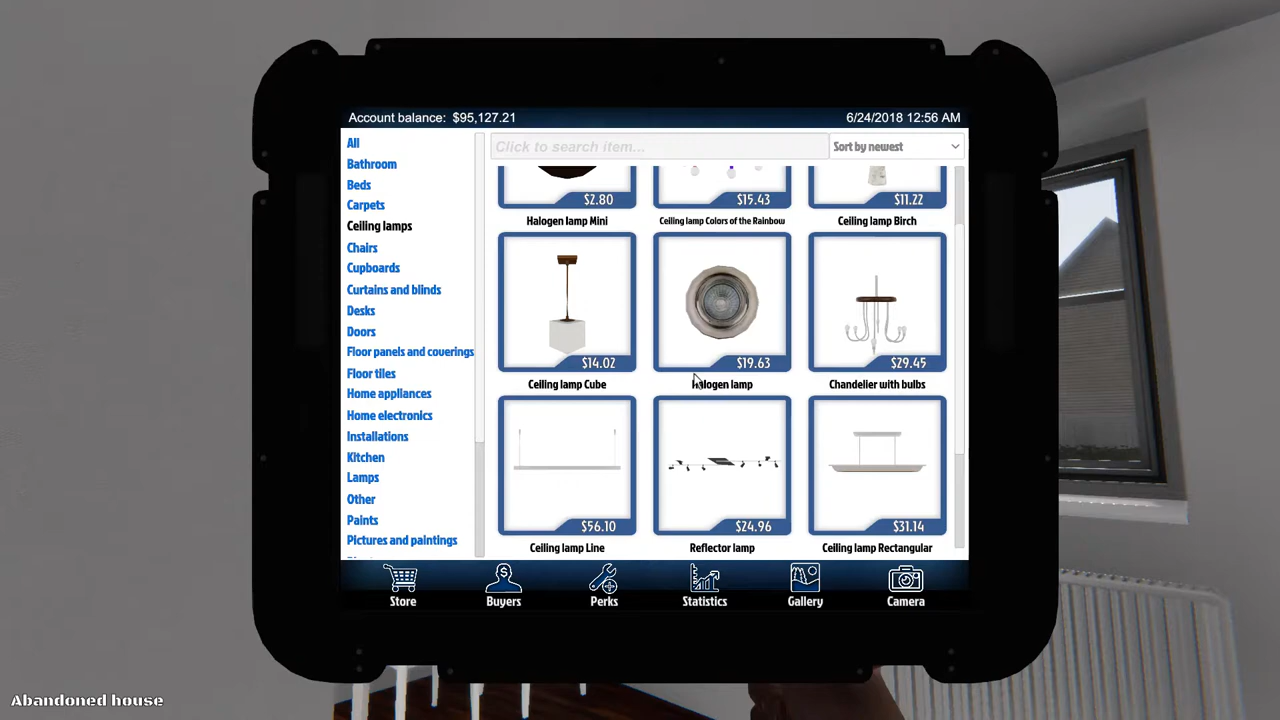 Account balance: $95,127.21
6/24/2018 12:56 AM
All
Bathroom
Beds
Carpets
Ceiling lamps
Chairs
Cupboards
Curtains and blinds
Desks
Doors
Floor panels and coverings
Floor tiles
Home appliances
Home electronics
Installations
Kitchen
Lamps
Other
Paints
Pictures and paintings
Click to search item...
Sort by newest
$2.80
$15.43
$11.22
Halogen lamp Mini
Ceiling lamp Colors of the Rainbow
Ceiling lamp Birch
$14.02
$19.63
$29.45
Ceiling lamp Cube
Halogen lamp
Chandelier with bulbs
$56.10
$24.96
$31.14
Ceiling lamp Line
Reflector lamp
Ceiling lamp Rectangular
Store
Buyers
Perks
Statistics
Gallery
Camera
Abandoned house